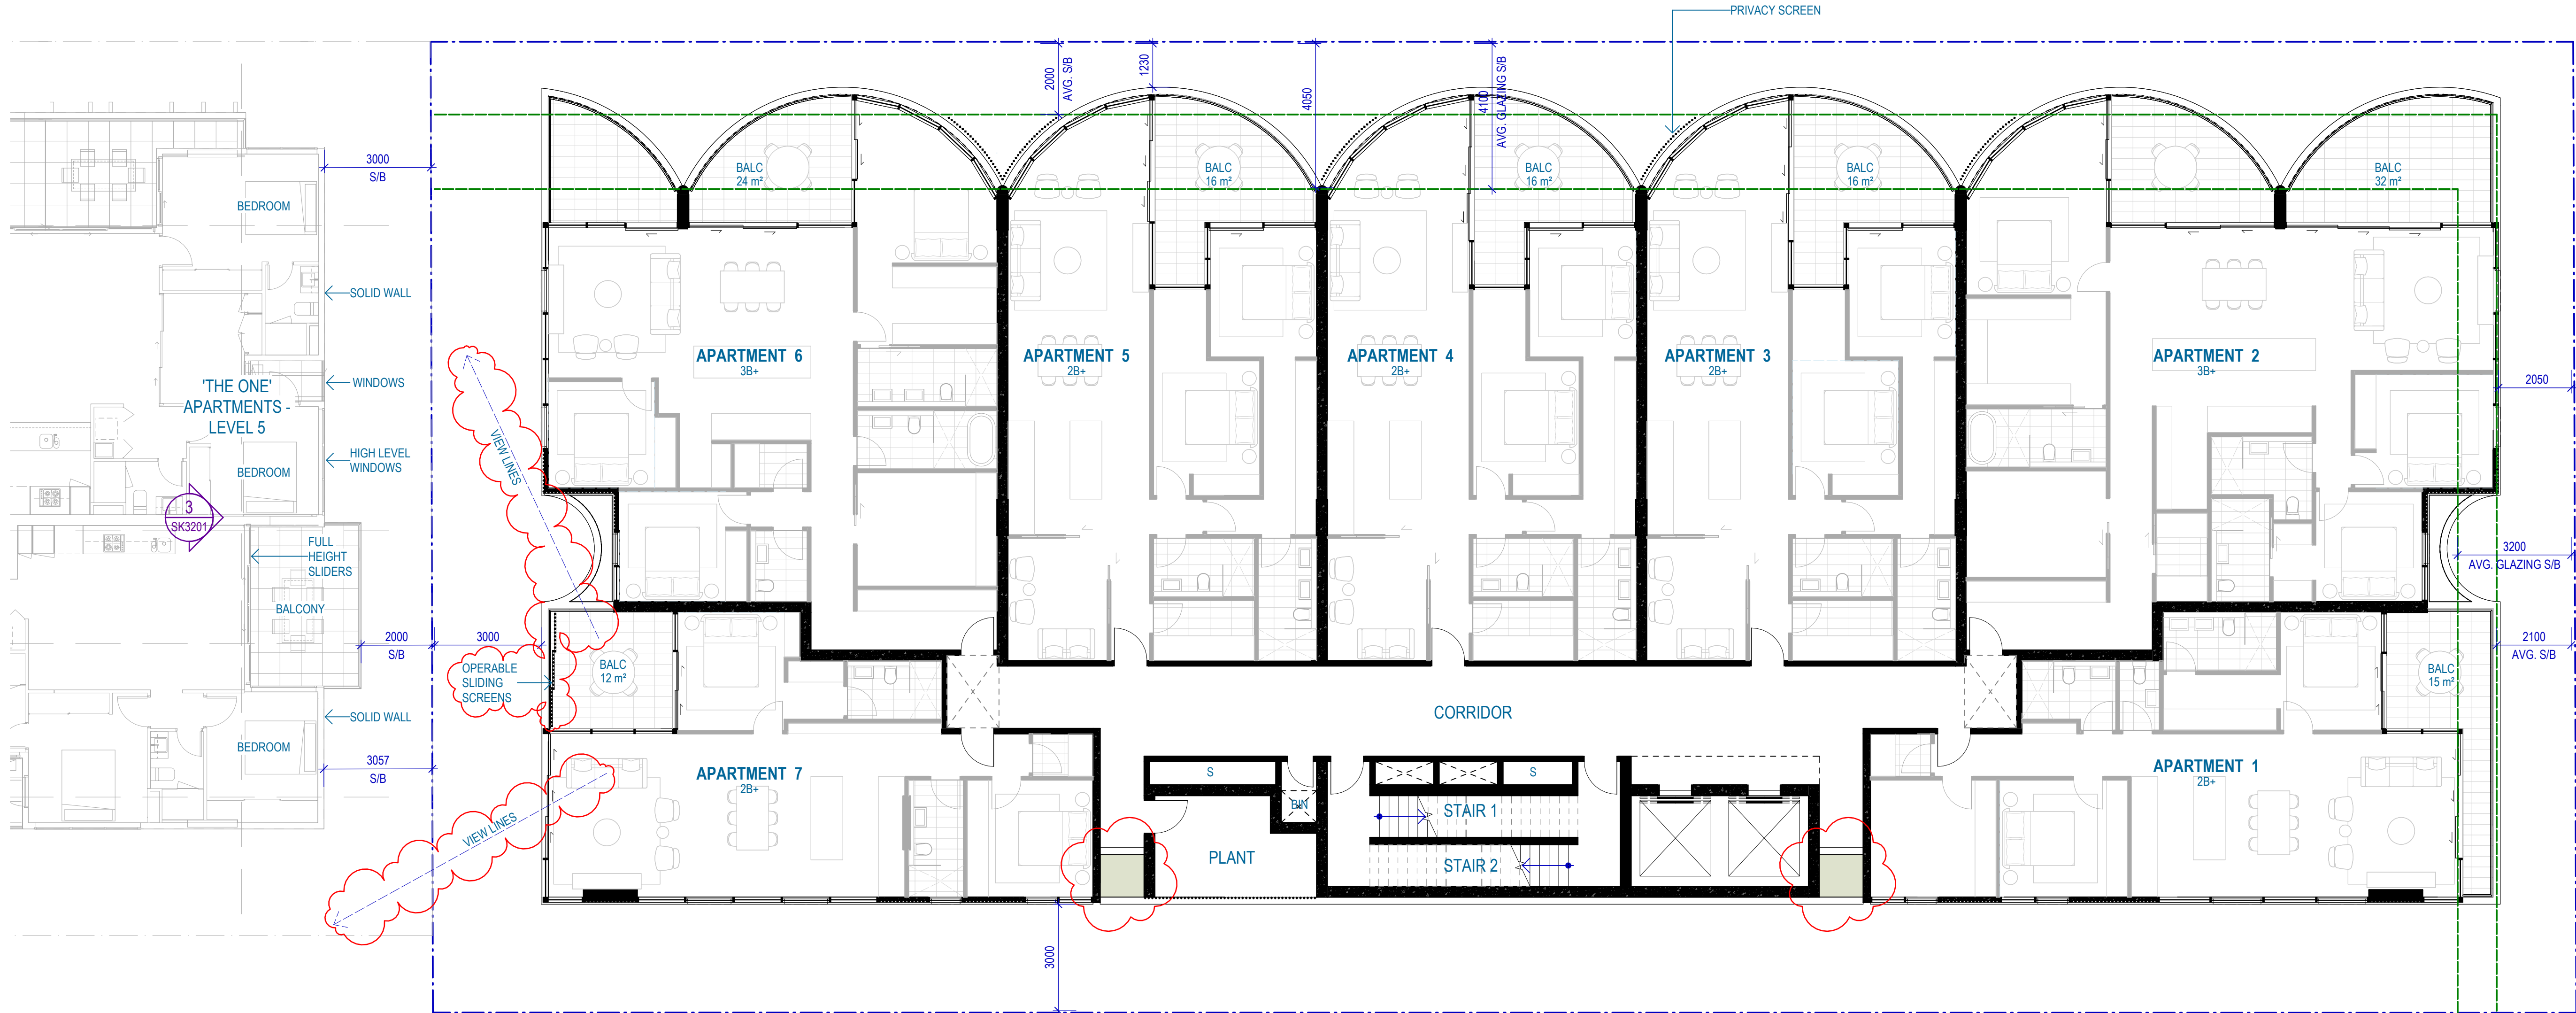 PRIVACY SCREEN
2000
AVG. S/B
1230
4050
4100
AVG. GLAZING S/B
3000
S/B
BEDROOM
SOLID WALL
WINDOWS
'THE ONE'
APARTMENTS -
LEVEL 5
HIGH LEVEL
WINDOWS
BEDROOM
3
SK3201
FULL
HEIGHT
SLIDERS
BALCONY
2000
S/B
3000
SOLID WALL
BEDROOM
3057
S/B
VIEW LINES
OPERABLE
SLIDING
SCREENS
VIEW LINES
BALC
24 m²
BALC
16 m²
BALC
16 m²
BALC
16 m²
BALC
32 m²
APARTMENT 6
3B+
APARTMENT 5
2B+
APARTMENT 4
2B+
APARTMENT 3
2B+
APARTMENT 2
3B+
2050
3200
AVG. GLAZING S/B
2100
AVG. S/B
BALC
12 m²
BALC
15 m²
CORRIDOR
APARTMENT 7
2B+
APARTMENT 1
2B+
S
BIN
S
STAIR 1
PLANT
STAIR 2
3000